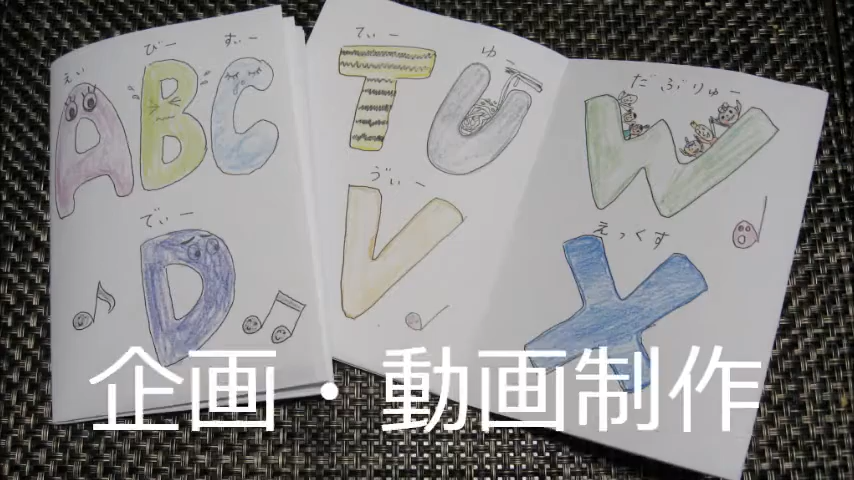 えい びー すぃー
A B C
でぃー
D
てぃー ゆー
T U
う゛ぃー
V
だぶりゅー
W
えっくす
X
企画・動画制作